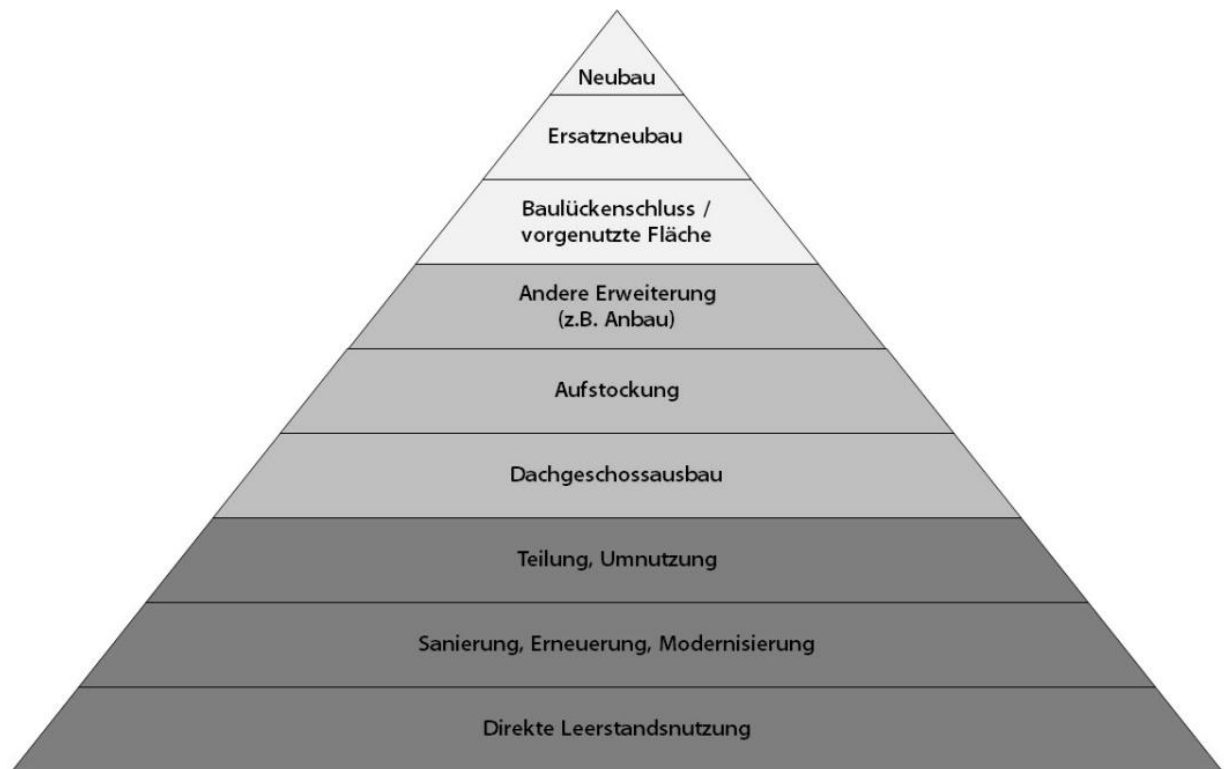 Neubau
Ersatzneubau
Baulückenschluss /
vorgenutzte Fläche
Andere Erweiterung
(z.B. Anbau)
Aufstockung
Dachgeschossausbau
Teilung, Umnutzung
Sanierung, Erneuerung, Modernisierung
Direkte Leerstandsnutzung